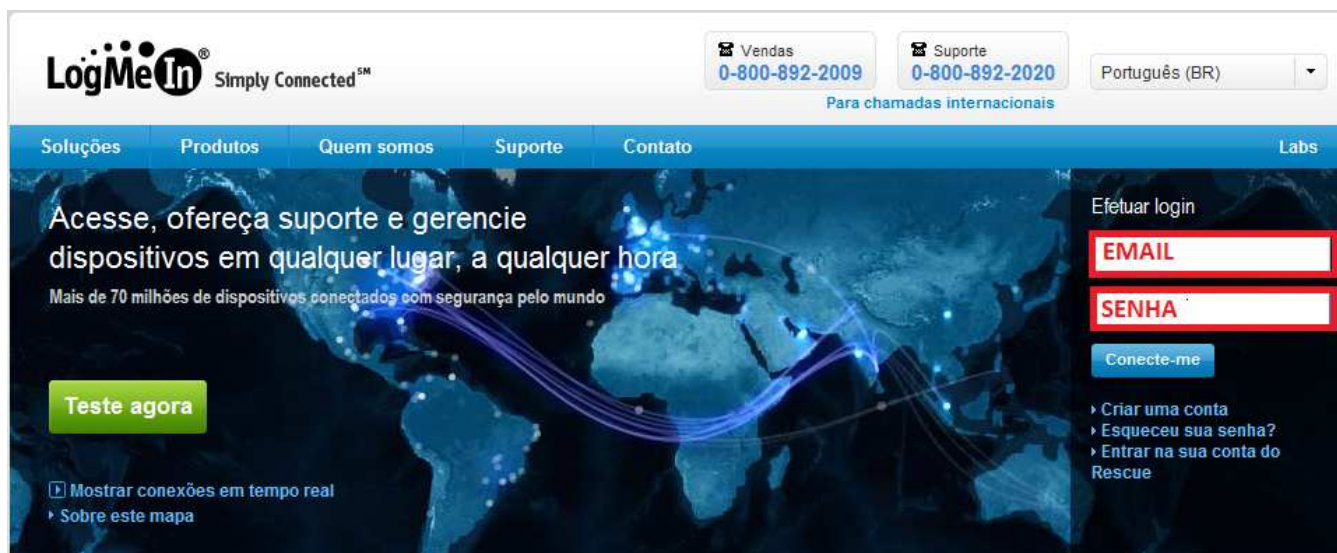 LogMeIn® Simply Connected℠
Vendas
0-800-892-2009
Suporte
0-800-892-2020
Para chamadas internacionais
Português (BR)
Soluções Produtos Quem somos Suporte Contato Labs
Acesse, ofereça suporte e gerencie
dispositivos em qualquer lugar, a qualquer hora
Mais de 70 milhões de dispositivos conectados com segurança pelo mundo
Teste agora
Mostrar conexões em tempo real
Sobre este mapa
Efetuar login
EMAIL
SENHA
Conecte-me
Criar uma conta
Esqueceu sua senha?
Entrar na sua conta do
Rescue